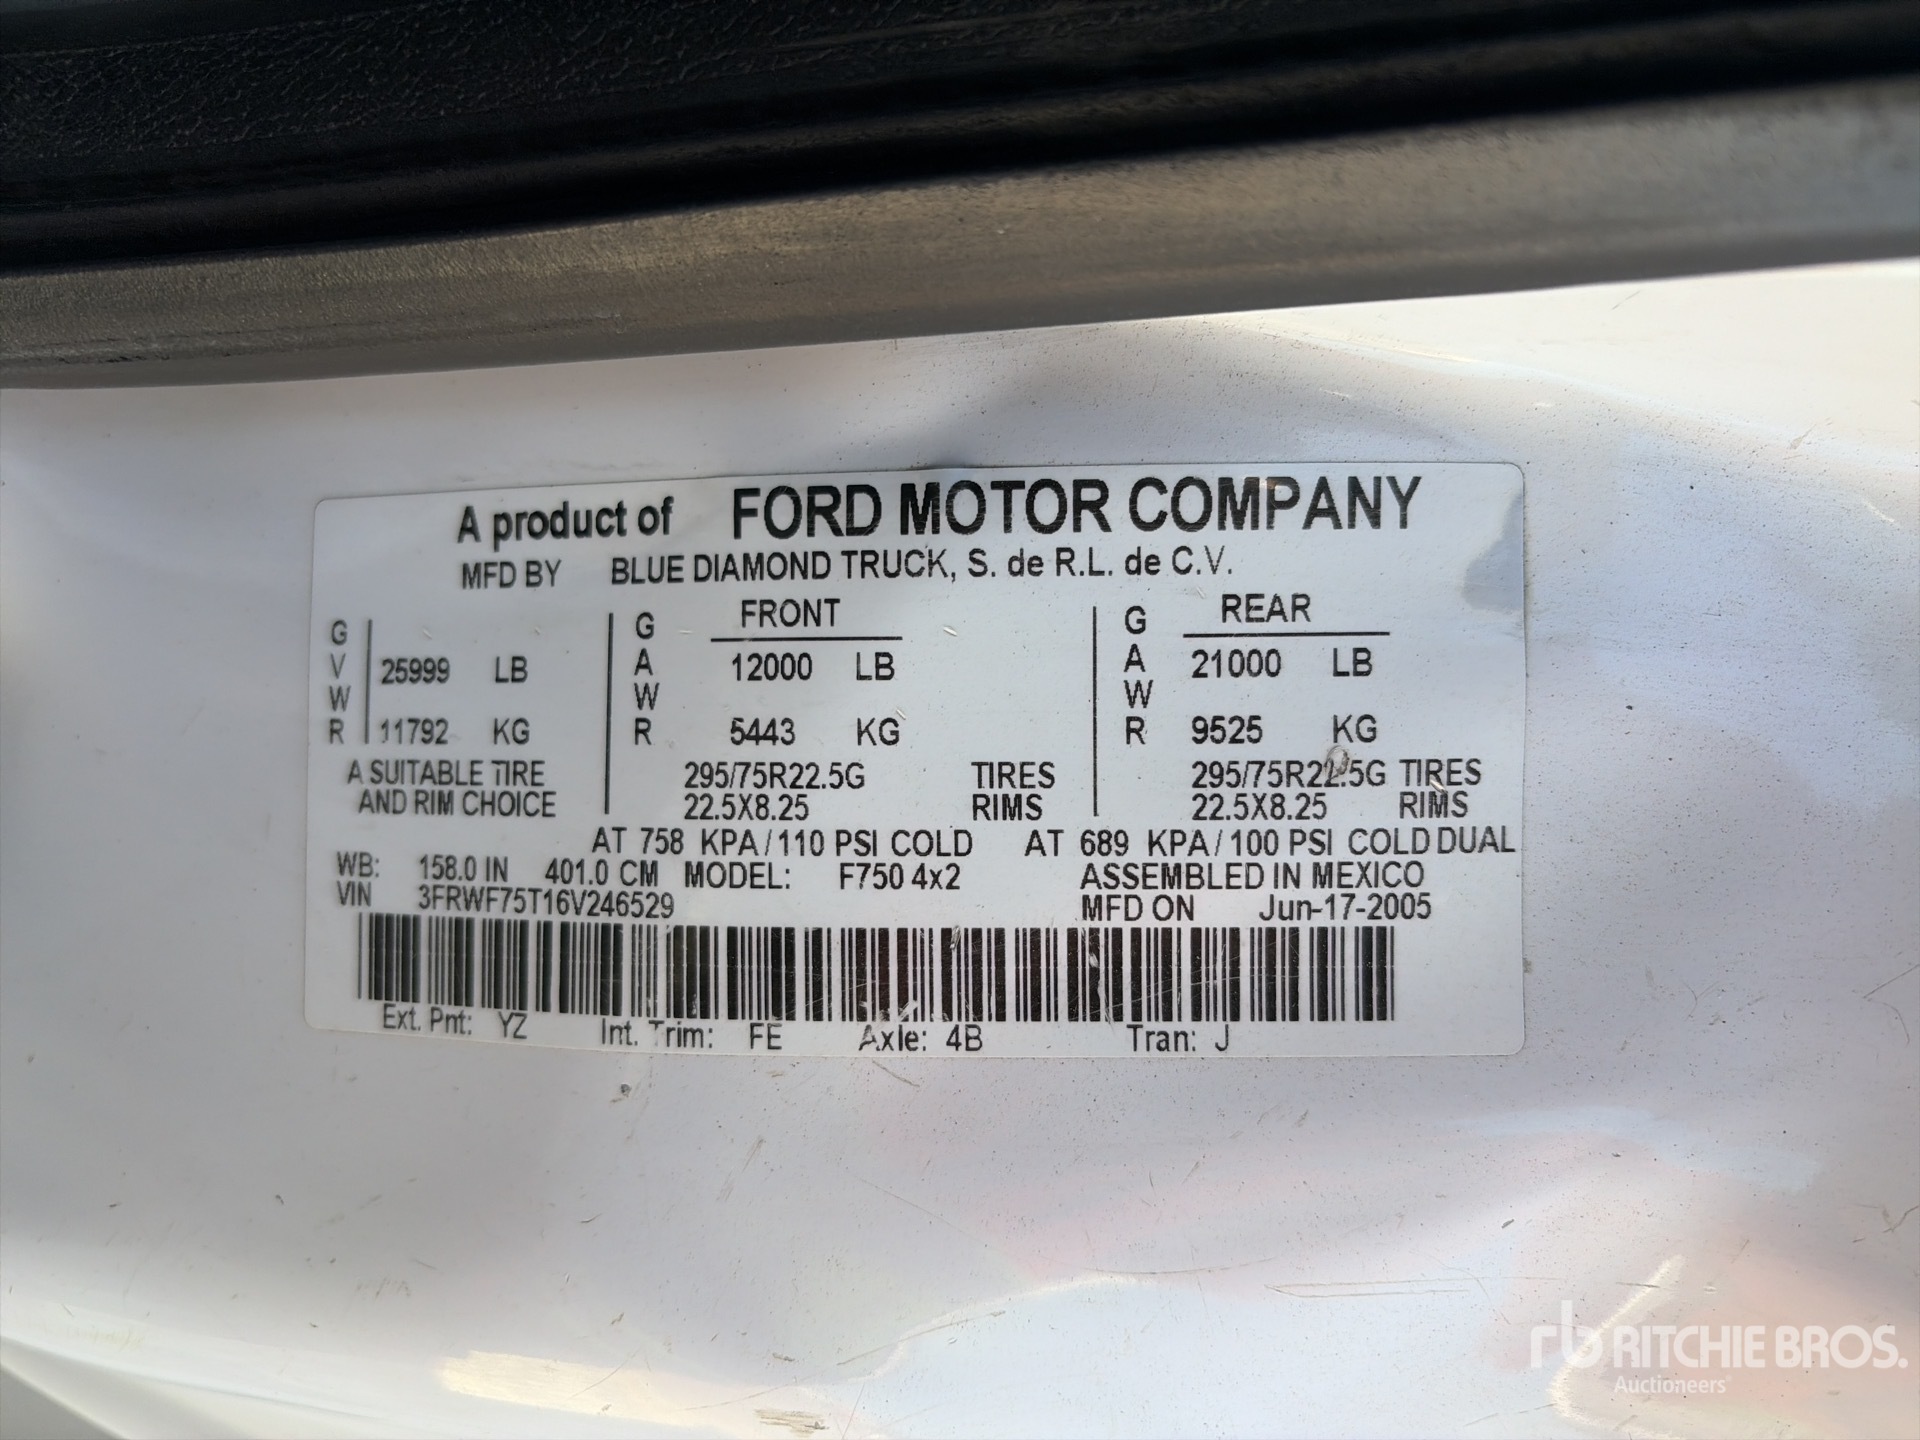 A product of FORD MOTOR COMPANY
MFD BY BLUE DIAMOND TRUCK, S. de R.L. de C.V.
GVWR 25999 LB 11792 KG
GAWR FRONT 12000 LB 5443 KG
GAWR REAR 21000 LB 9525 KG
A SUITABLE TIRE 295/75R22.5G TIRES 295/75R22.5G TIRES
AND RIM CHOICE 22.5X8.25 RIMS 22.5X8.25 RIMS
AT 758 KPA/110 PSI COLD AT 689 KPA/100 PSI COLD DUAL
WB: 158.0 IN 401.0 CM MODEL: F750 4x2 ASSEMBLED IN MEXICO
VIN 3FRWF75T16V246529 MFD ON Jun-17-2005
Ext. Pnt: YZ Int. Trim: FE Axle: 4B Tran: J
rb RITCHIE BROS.
Auctioneers